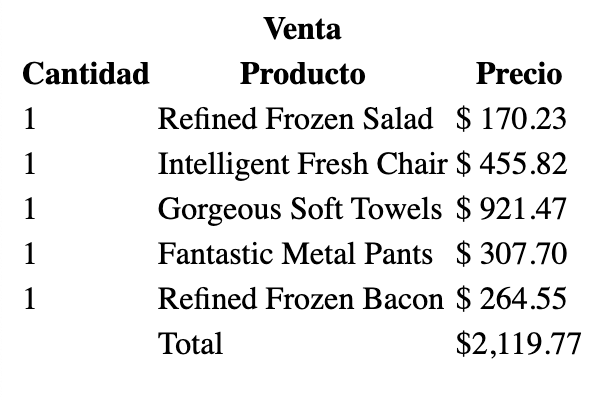 Venta
Cantidad Producto Precio
1 Refined Frozen Salad $ 170.23
1 Intelligent Fresh Chair $ 455.82
1 Gorgeous Soft Towels $ 921.47
1 Fantastic Metal Pants $ 307.70
1 Refined Frozen Bacon $ 264.55
Total $2,119.77